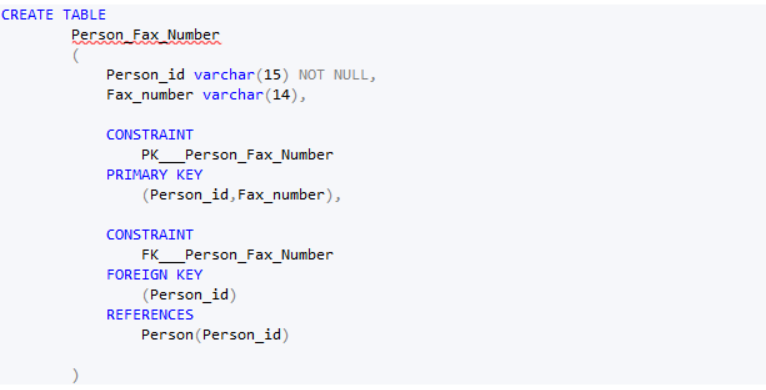 CREATE TABLE
Person_Fax_Number
(
Person_id varchar(15) NOT NULL,
Fax_number varchar(14),
CONSTRAINT
PK___Person_Fax_Number
PRIMARY KEY
(Person_id,Fax_number),
CONSTRAINT
FK___Person_Fax_Number
FOREIGN KEY
(Person_id)
REFERENCES
Person(Person_id)
)